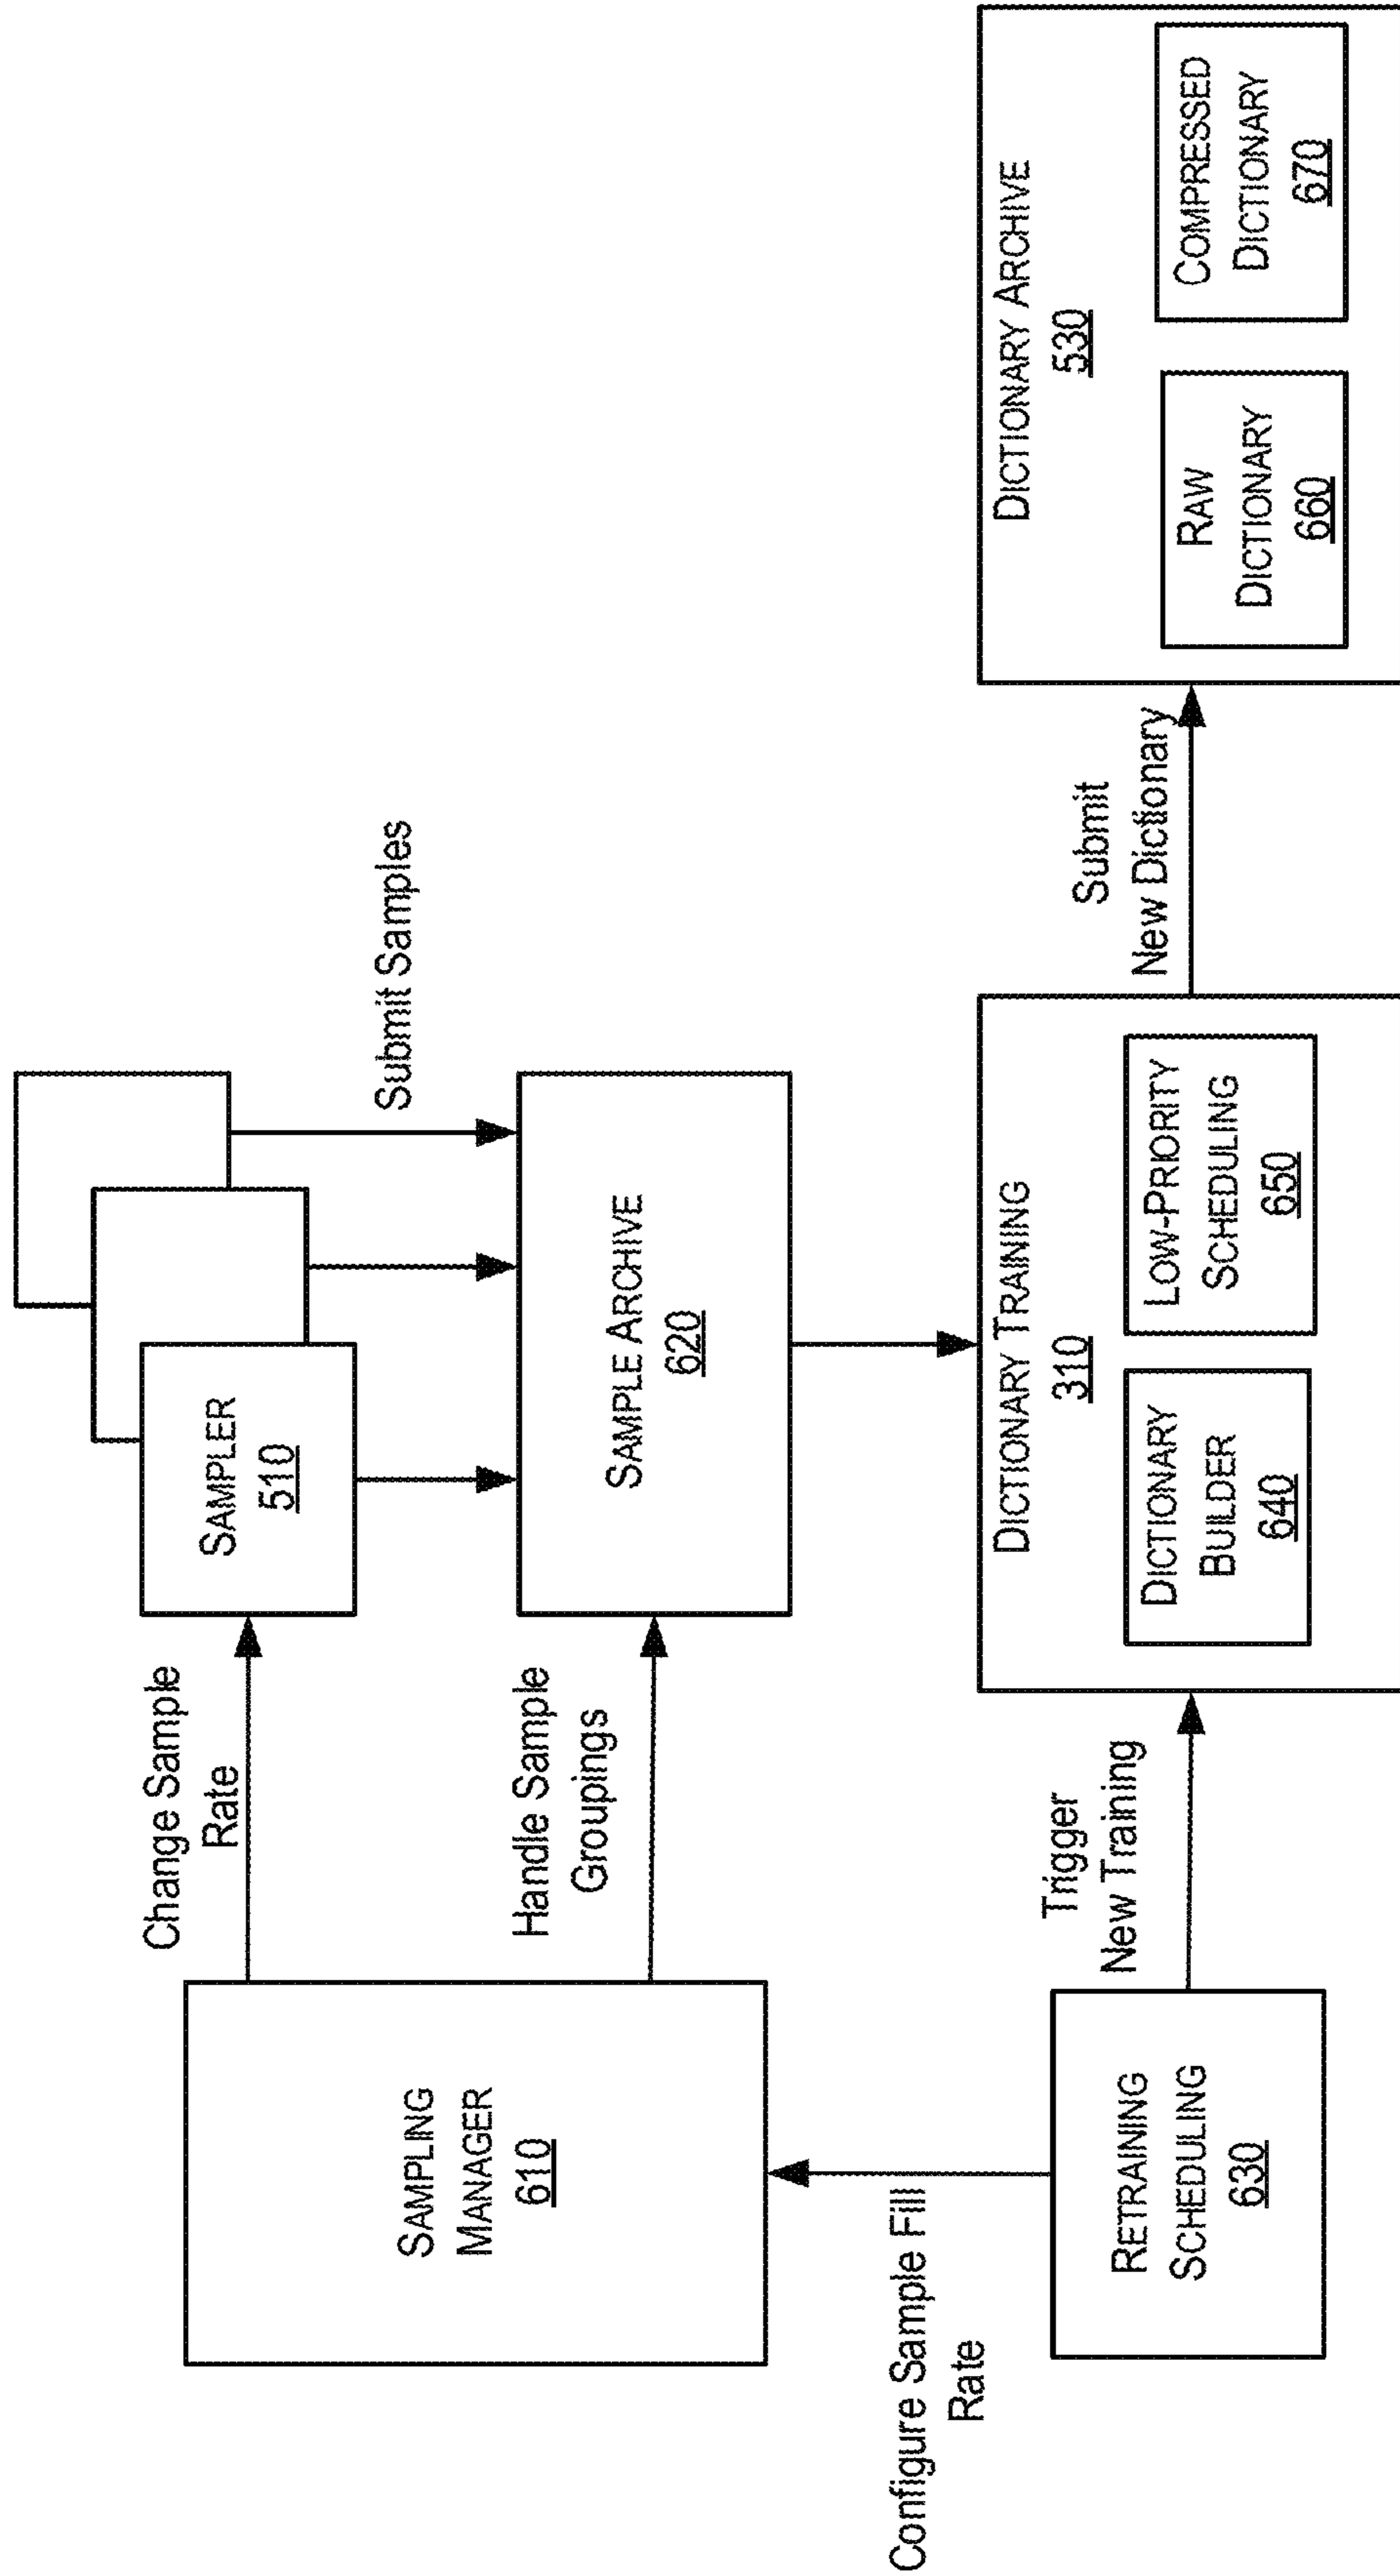 Change Sample
Rate
SAMPLER
510
Submit Samples
SAMPLING
MANAGER
610
Handle Sample
Groupings
SAMPLE ARCHIVE
620
Configure Sample Fill
Rate
RETRAINING
SCHEDULING
630
Trigger
New Training
DICTIONARY TRAINING
310
DICTIONARY
BUILDER
640
LOW-PRIORITY
SCHEDULING
650
Submit
New Dictionary
DICTIONARY ARCHIVE
530
RAW
DICTIONARY
660
COMPRESSED
DICTIONARY
670